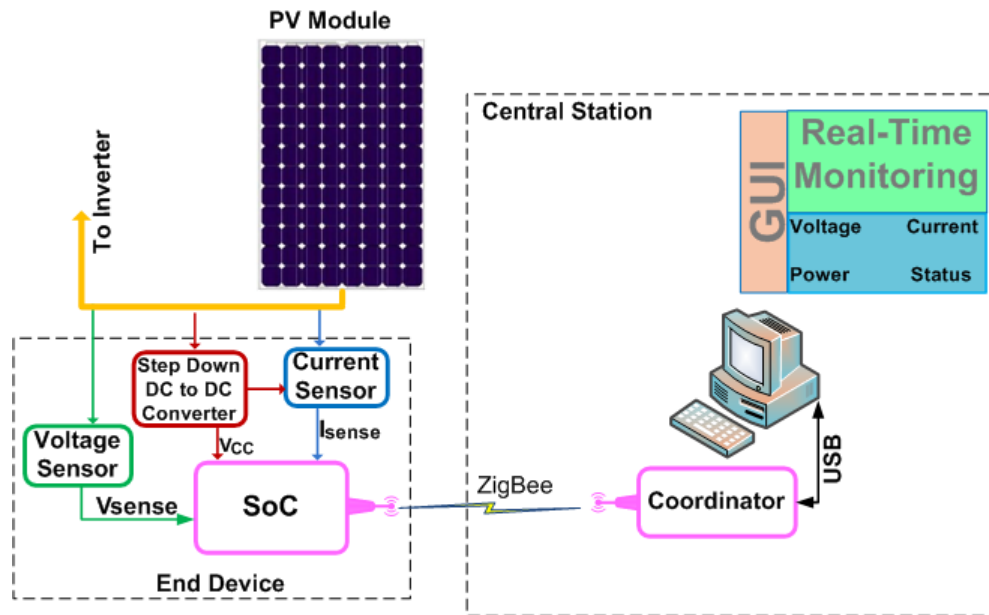 PV Module
To Inverter
Central Station
GUI
Real-Time
Monitoring
Voltage Current
Power Status
Step Down
DC to DC
Converter
Current
Sensor
Voltage
Sensor
VCC
Isense
Vsense
SoC
ZigBee
Coordinator
USB
End Device